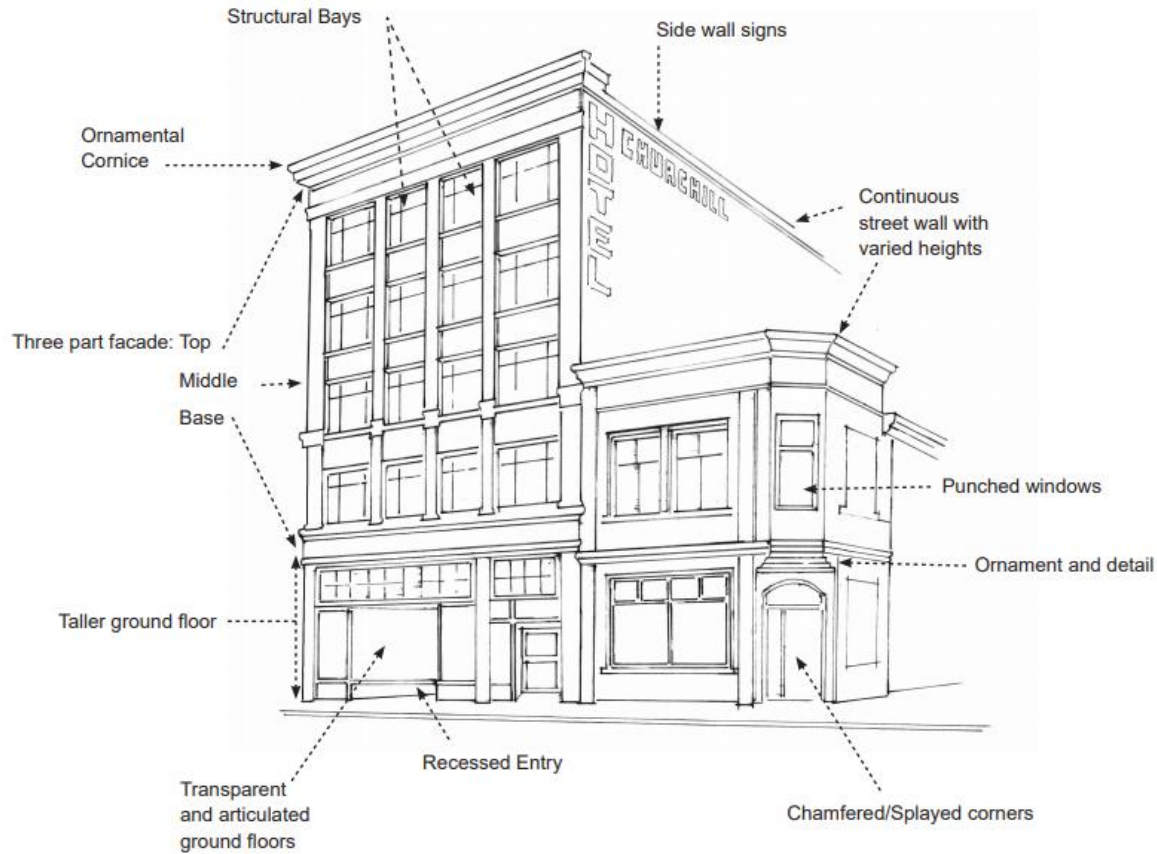 Structural Bays
Side wall signs
Ornamental
Cornice
HOTEL
CHURCHILL
Continuous
street wall with
varied heights
Three part facade: Top
Middle
Base
Punched windows
Ornament and detail
Taller ground floor
Recessed Entry
Transparent
and articulated
ground floors
Chamfered/Splayed corners